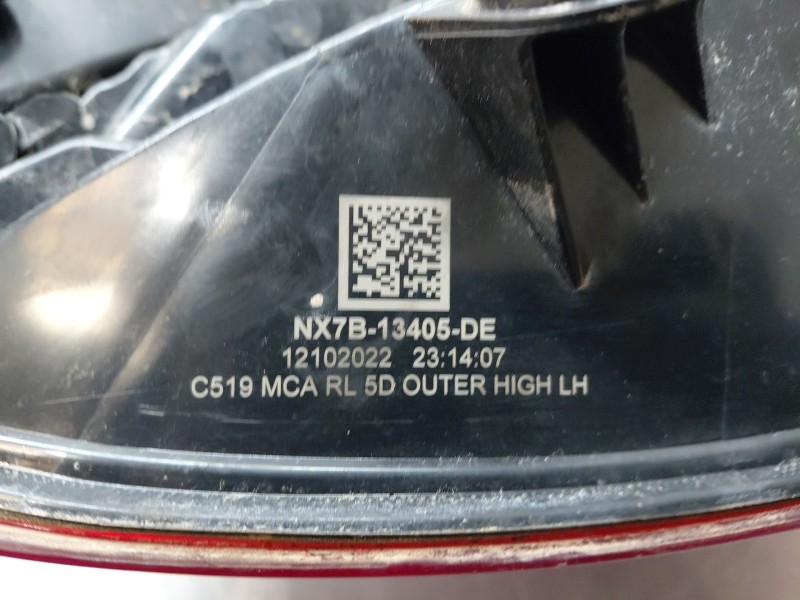 NX7B-13405-DE
12102022 23:14:07
C519 MCA RL 5D OUTER HIGH LH